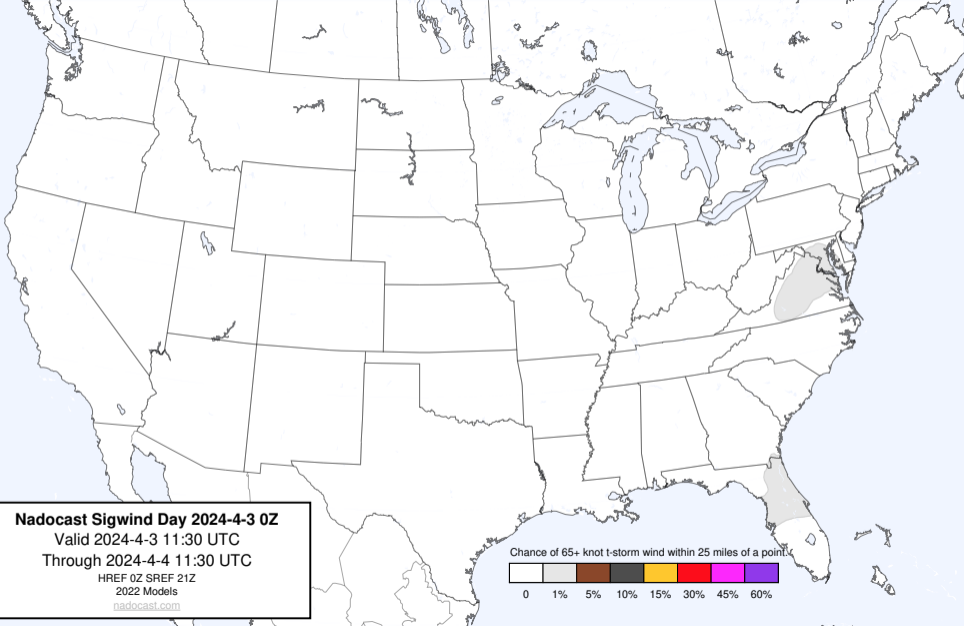 Nadocast Sigwind Day 2024-4-3 0Z
Valid 2024-4-3 11:30 UTC
Through 2024-4-4 11:30 UTC
HREF 0Z SREF 21Z
2022 Models
nadocast.com
Chance of 65+ knot t-storm wind within 25 miles of a point.
0 1% 5% 10% 15% 30% 45% 60%